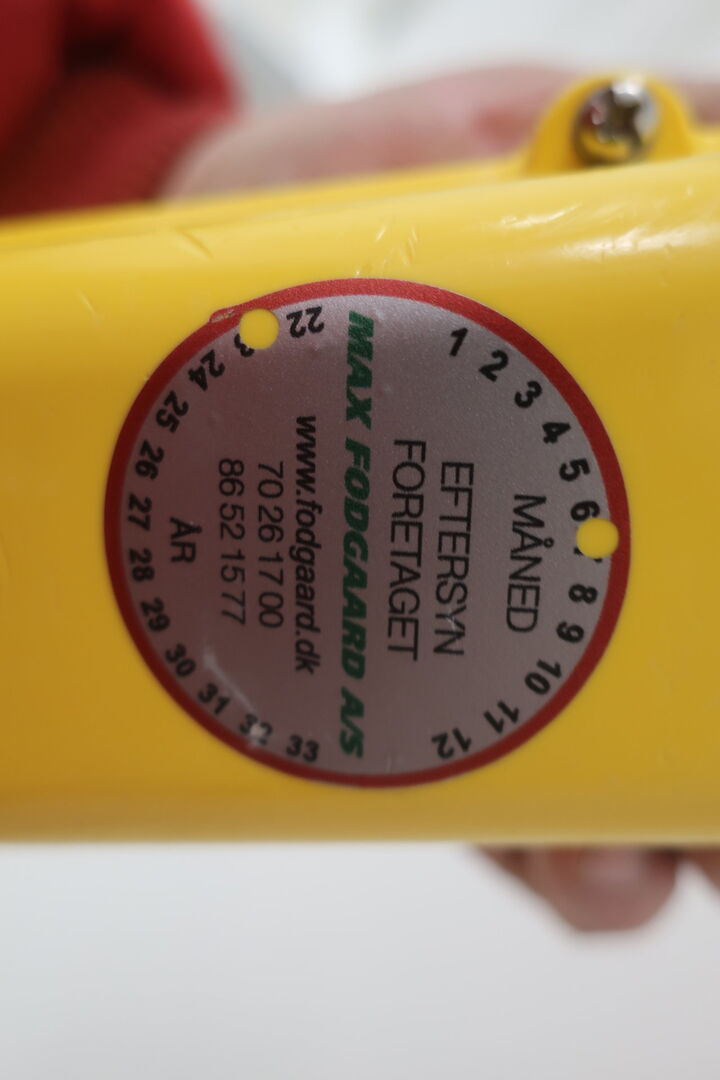 1 2 3 4 5 6 8 9 10 11 12
MÅNED
EFTERSYN
FORETAGET
MAX FODGAARD A/S
www.fodgaard.dk
70 26 17 00
86 52 15 77
ÅR
22 24 25 26 27 28 29 30 31 32 33